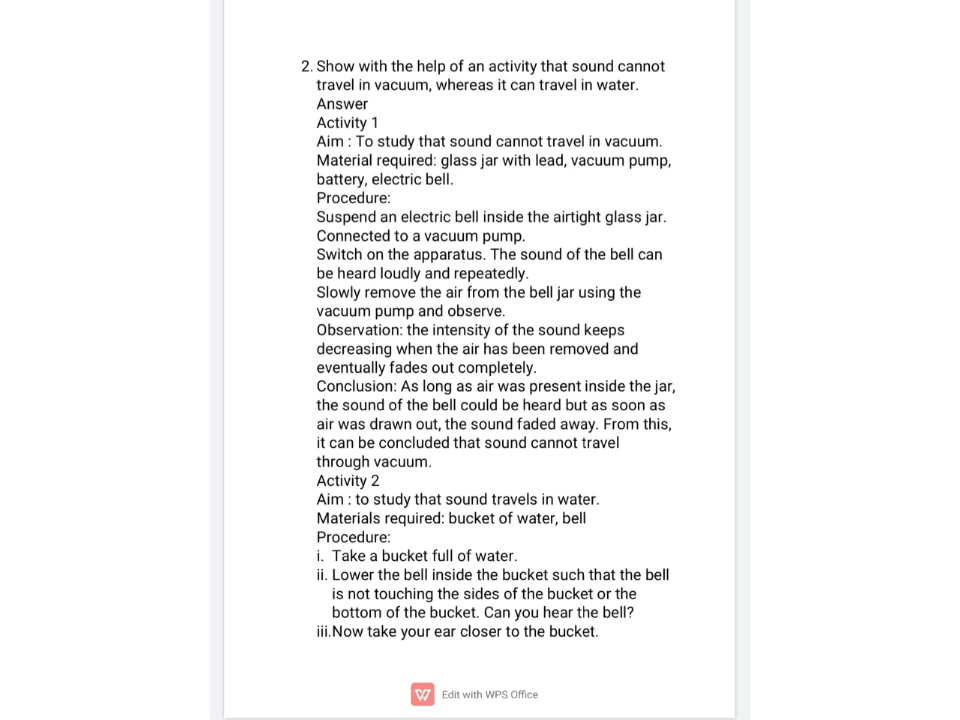 2. Show with the help of an activity that sound cannot
travel in vacuum, whereas it can travel in water.
Answer
Activity 1
Aim : To study that sound cannot travel in vacuum.
Material required: glass jar with lead, vacuum pump,
battery, electric bell.
Procedure:
Suspend an electric bell inside the airtight glass jar.
Connected to a vacuum pump.
Switch on the apparatus. The sound of the bell can
be heard loudly and repeatedly.
Slowly remove the air from the bell jar using the
vacuum pump and observe.
Observation: the intensity of the sound keeps
decreasing when the air has been removed and
eventually fades out completely.
Conclusion: As long as air was present inside the jar,
the sound of the bell could be heard but as soon as
air was drawn out, the sound faded away. From this,
it can be concluded that sound cannot travel
through vacuum.
Activity 2
Aim : to study that sound travels in water.
Materials required: bucket of water, bell
Procedure:
i. Take a bucket full of water.
ii. Lower the bell inside the bucket such that the bell
is not touching the sides of the bucket or the
bottom of the bucket. Can you hear the bell?
iii.Now take your ear closer to the bucket.
Edit with WPS Office